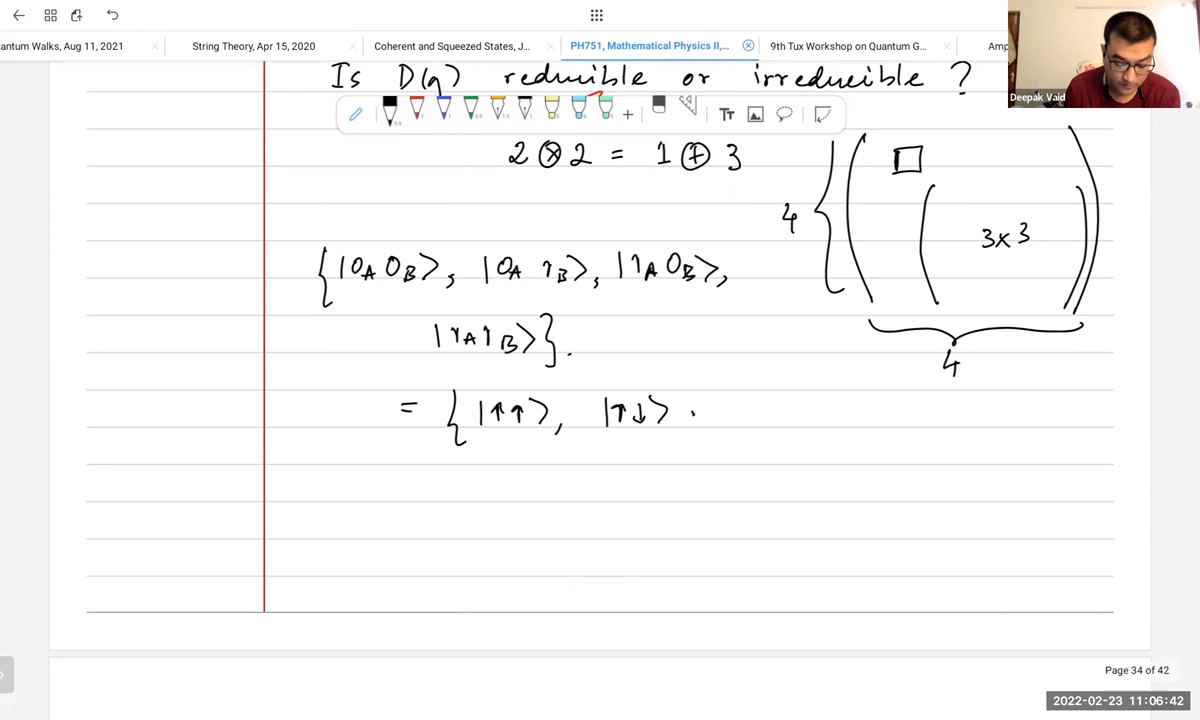 antum Walks, Aug 11, 2021 String Theory, Apr 15, 2020 Coherent and Squeezed States, J... PH751, Mathematical Physics II,... 9th Tux Workshop on Quantum G... Amp
Deepak Vaid
Is D(g) reducible or irreducible ?
Tт
2 ⊗ 2 = 1 ⊕ 3
4
3x3
{|0A 0B>, |0A 1B>, |1A 0B>,
|1A 1B>}.
4
= { |↑↑>, |↑↓> .
Page 34 of 42
2022-02-23 11:06:42